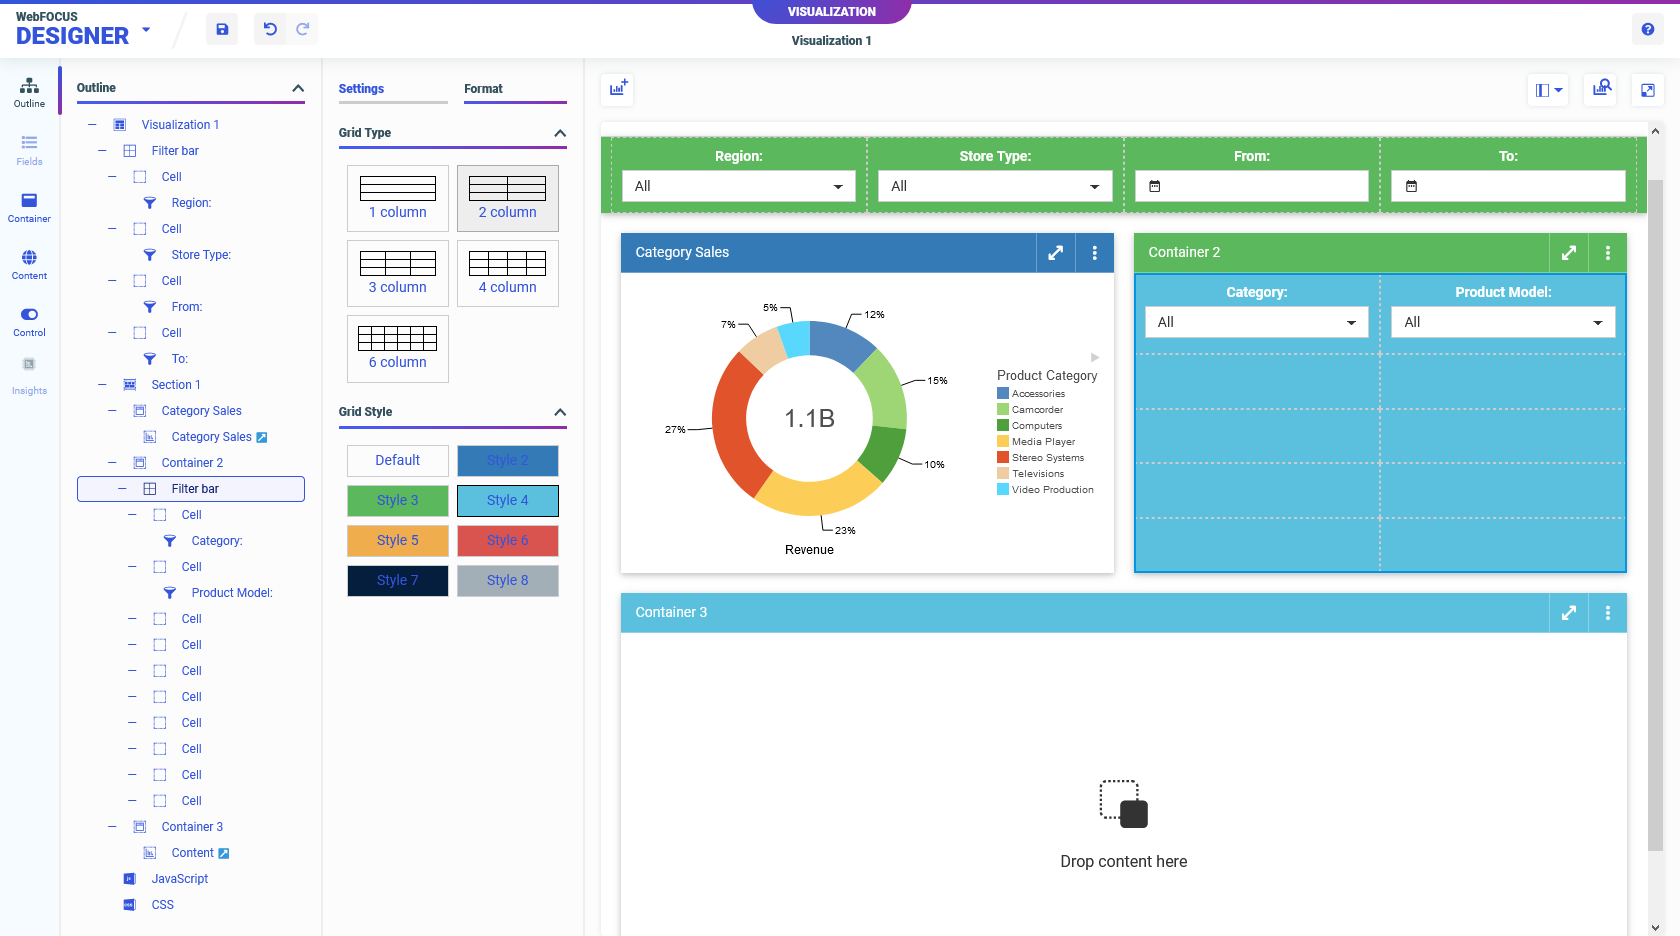 WebFOCUS
DESIGNER
VISUALIZATION
Visualization 1
Outline
Fields
Container
Content
Control
Insights
Outline
Visualization 1
Filter bar
Cell
Region:
Cell
Store Type:
Cell
From:
Cell
To:
Section 1
Category Sales
Category Sales
Container 2
Filter bar
Cell
Category:
Cell
Product Model:
Cell
Cell
Cell
Cell
Cell
Cell
Cell
Cell
Container 3
Content
JavaScript
CSS
Settings
Format
Grid Type
1 column
2 column
3 column
4 column
6 column
Grid Style
Default
Style 2
Style 3
Style 4
Style 5
Style 6
Style 7
Style 8
Region:
Store Type:
From:
To:
All
All
Category Sales
5%
12%
7%
15%
27%
1.1B
10%
23%
Revenue
Product Category
Accessories
Camcorder
Computers
Media Player
Stereo Systems
Televisions
Video Production
Container 2
Category:
Product Model:
All
All
Container 3
Drop content here